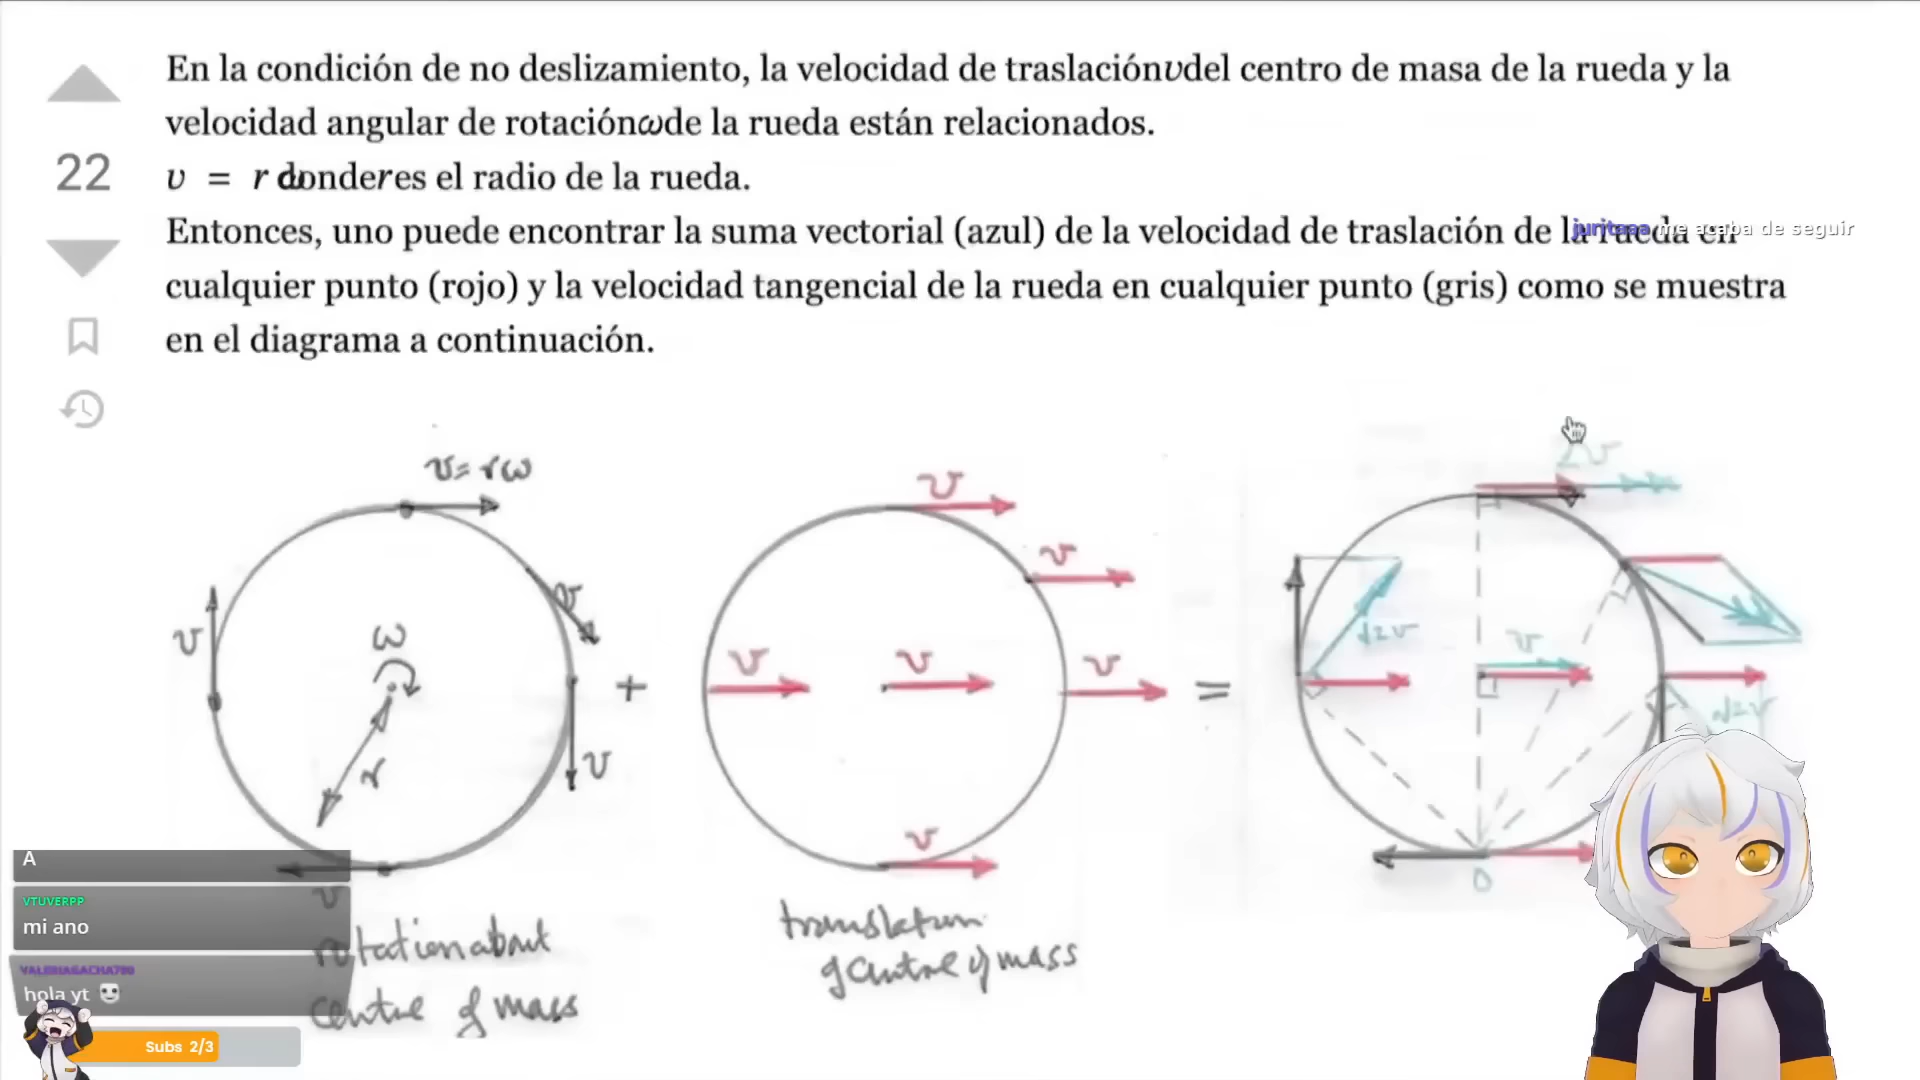 En la condición de no deslizamiento, la velocidad de traslaciónvdel centro de masa de la rueda y la
velocidad angular de rotaciónωde la rueda están relacionados.
22
v = r donderes el radio de la rueda.
Entonces, uno puede encontrar la suma vectorial (azul) de la velocidad de traslación de la rueda en
juritaaa me acaba de seguir
cualquier punto (rojo) y la velocidad tangencial de la rueda en cualquier punto (gris) como se muestra
en el diagrama a continuación.
v=rω
v
v
v
ω
r
v
v
+
v
v
v
v
v
v
translation
of centre of mass
=
2v
√2v
v
√2v
0
rotation about
centre of mass
A
VTUVERPP
mi ano
VALERIAGACHA780
hola yt
Subs 2/3